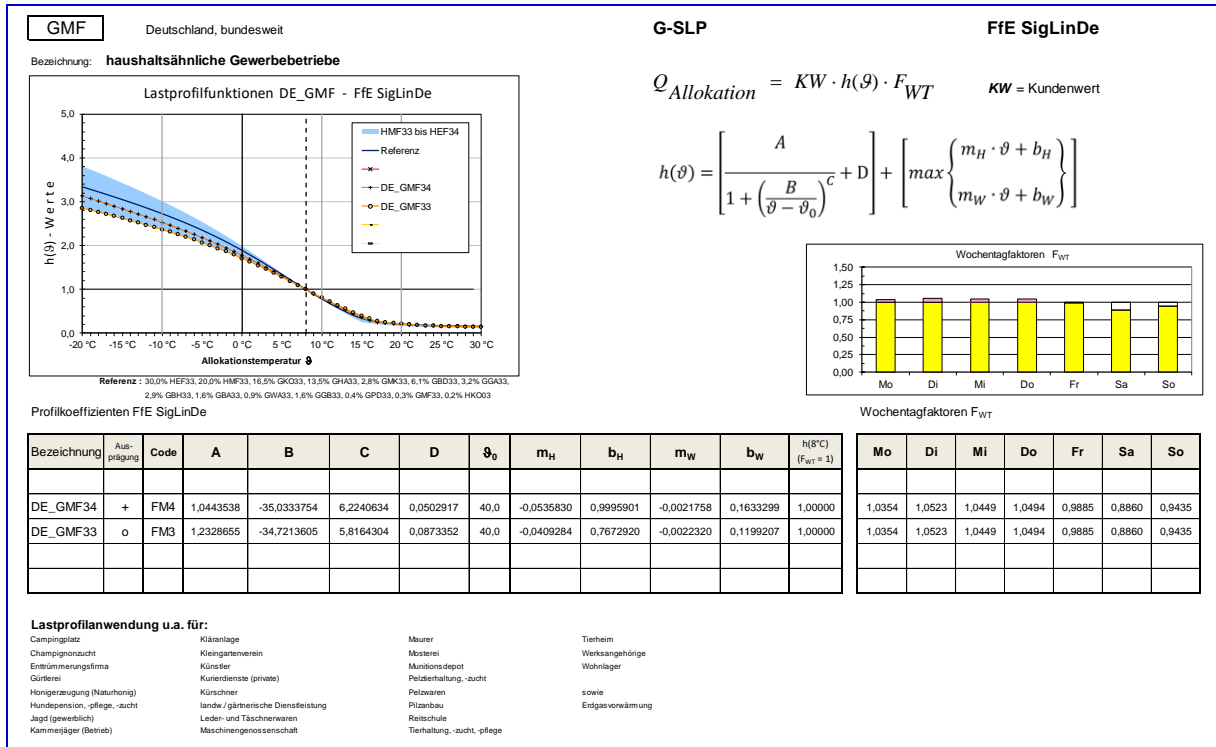 GMF Deutschland, bundesweit G-SLP FfE SigLinDe
Bezeichnung: haushaltsähnliche Gewerbebetriebe
Lastprofilfunktionen DE_GMF - FfE SigLinDe
h(ϑ) - Werte
5,0
4,0
3,0
2,0
1,0
0,0
-20 °C -15 °C -10 °C -5 °C 0 °C 5 °C 10 °C 15 °C 20 °C 25 °C 30 °C
Allokationstemperatur ϑ
HMF33 bis HEF34
Referenz
DE_GMF34
DE_GMF33
Referenz : 30,0% HEF33, 20,0% HMF33, 16,5% GKO33, 13,5% GHA33, 2,8% GMK33, 6,1% GBD33, 3,2% GGA33,
2,9% GBH33, 1,6% GBA33, 0,9% GWA33, 1,6% GGB33, 0,4% GPD33, 0,3% GMF33, 0,2% HKO03
Q_Allokation = KW · h(ϑ) · F_WT KW = Kundenwert
h(ϑ) = [A / (1 + (B / (ϑ − ϑ0))^C) + D] + [max {mH · ϑ + bH; mW · ϑ + bW}]
Wochentagfaktoren FWT
1,50
1,25
1,00
0,75
0,50
0,25
0,00
Mo Di Mi Do Fr Sa So
Profilkoeffizienten FfE SigLinDe Wochentagfaktoren FWT
Bezeichnung Aus-prägung Code A B C D ϑ0 mH bH mW bW h(8°C) (FWT = 1) Mo Di Mi Do Fr Sa So
DE_GMF34 + FM4 1,0443538 -35,0333754 6,2240634 0,0502917 40,0 -0,0535830 0,9995901 -0,0021758 0,1633299 1,00000 1,0354 1,0523 1,0449 1,0494 0,9885 0,8860 0,9435
DE_GMF33 o FM3 1,2328655 -34,7213605 5,8164304 0,0873352 40,0 -0,0409284 0,7672920 -0,0022320 0,1199207 1,00000 1,0354 1,0523 1,0449 1,0494 0,9885 0,8860 0,9435
Lastprofilanwendung u.a. für:
Campingplatz Kläranlage Maurer Tierheim
Champignonzucht Kleingartenverein Mosterei Werksangehörige
Enttrümmerungsfirma Künstler Munitionsdepot Wohnlager
Gürtlerei Kurierdienste (private) Pelztierhaltung, -zucht
Honigerzeugung (Naturhonig) Kürschner Pelzwaren sowie
Hundepension, -pflege, -zucht landw./gärtnerische Dienstleistung Pilzanbau Erdgasvorwärmung
Jagd (gewerblich) Leder- und Täschnerwaren Reitschule
Kammerjäger (Betrieb) Maschinengenossenschaft Tierhaltung, -zucht, -pflege